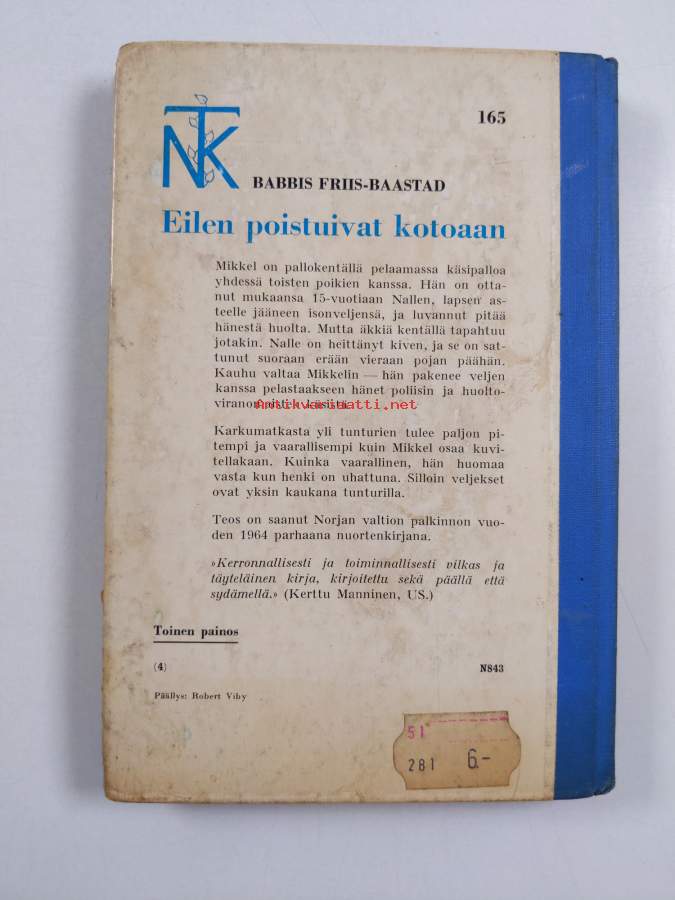 NTK
165
BABBIS FRIIS-BAASTAD
Eilen poistuivat kotoaan
Mikkel on pallokentällä pelaamassa käsipalloa
yhdessä toisten poikien kanssa. Hän on otta-
nut mukaansa 15-vuotiaan Nallen, lapsen as-
teelle jääneen isonveljensä, ja luvannut pitää
hänestä huolta. Mutta äkkiä kentällä tapahtuu
jotakin. Nalle on heittänyt kiven, ja se on sat-
tunut suoraan erään vieraan pojan päähän.
Kauhu valtaa Mikkelin — hän pakenee veljen
kanssa pelastaakseen hänet poliisin ja huolto-
viranomaisten käsistä.
Antikvariaatti.net
Karkumatkasta yli tunturien tulee paljon pi-
tempi ja vaarallisempi kuin Mikkel osaa kuvi-
tellakaan. Kuinka vaarallinen, hän huomaa
vasta kun henki on uhattuna. Silloin veljekset
ovat yksin kaukana tunturilla.
Teos on saanut Norjan valtion palkinnon vuo-
den 1964 parhaana nuortenkirjana.
»Kerronnallisesti ja toiminnallisesti vilkas ja
täyteläinen kirja, kirjoitettu sekä päällä että
sydämellä.» (Kerttu Manninen, US.)
Toinen painos
(4) N843
Päällys: Robert Viby
51
281 6.-